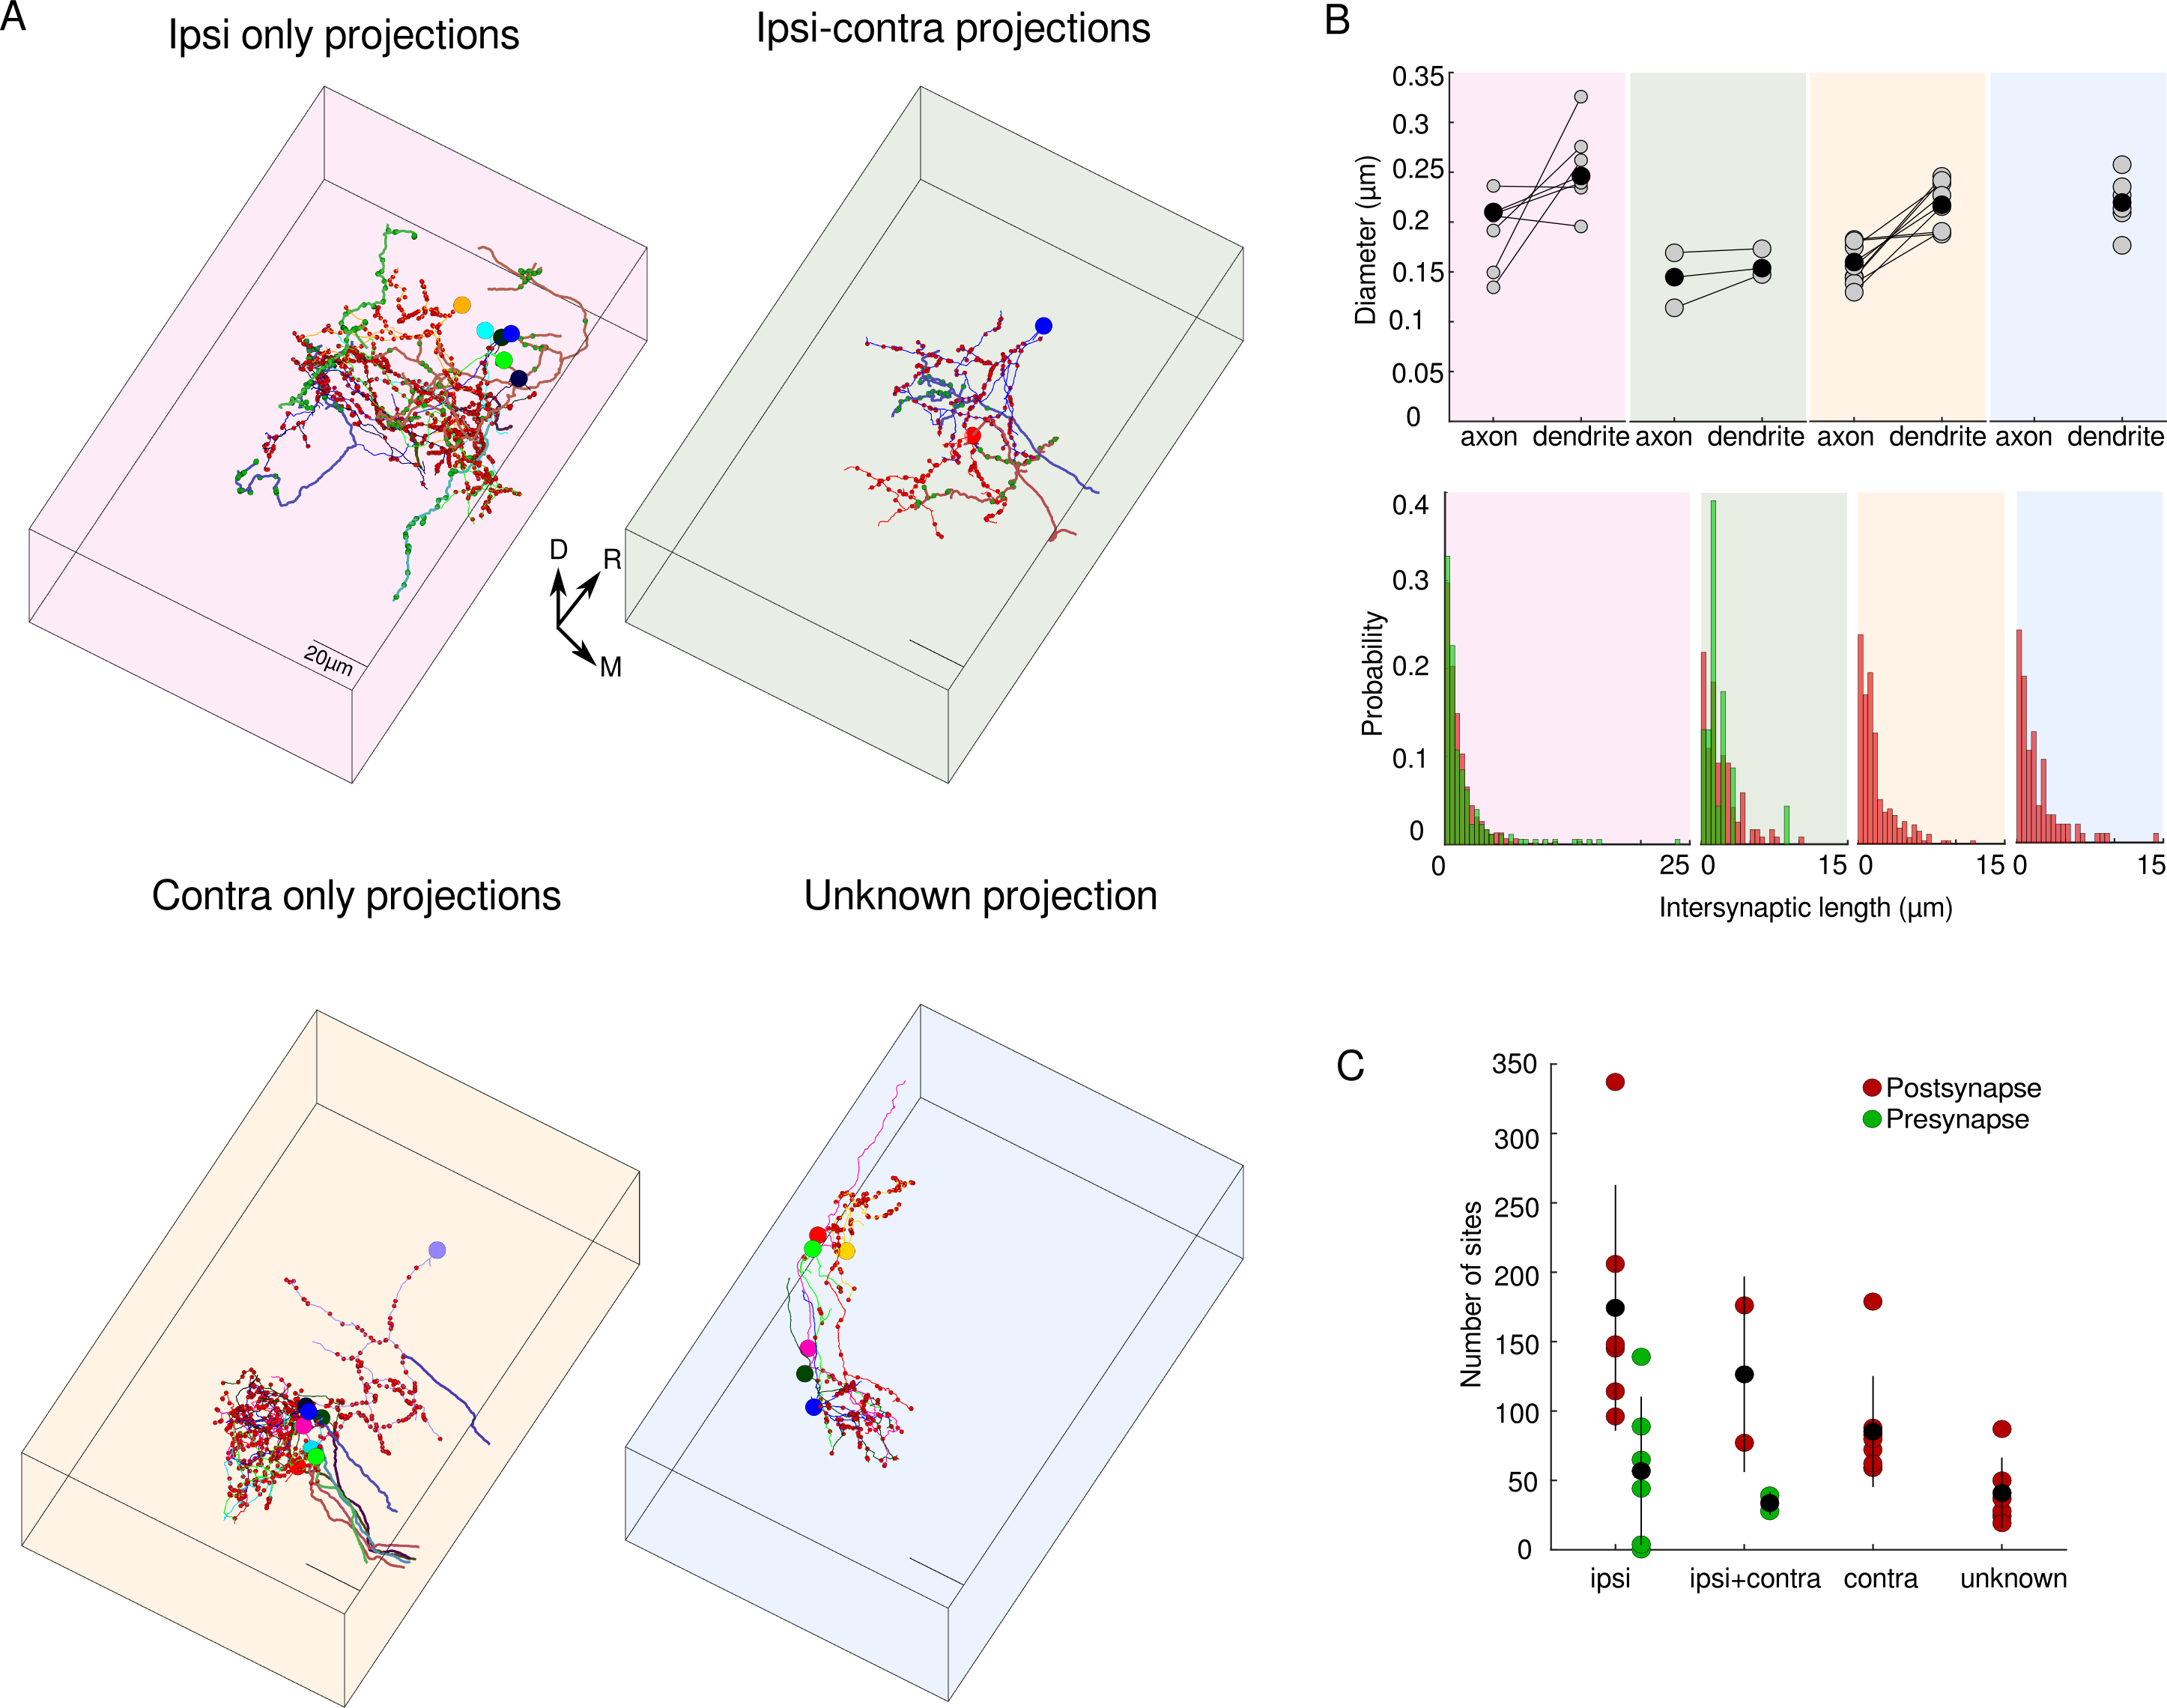 A
Ipsi only projections
Ipsi-contra projections
20µm
D
R
M
Contra only projections
Unknown projection
B
Diameter (µm)
0.35
0.3
0.25
0.2
0.15
0.1
0.05
0
axon dendrite axon dendrite axon dendrite axon dendrite
Probability
0.4
0.3
0.2
0.1
0
0 25 0 15 0 15 0 15
Intersynaptic length (µm)
C
Number of sites
350
300
250
200
150
100
50
0
Postsynapse
Presynapse
ipsi ipsi+contra contra unknown